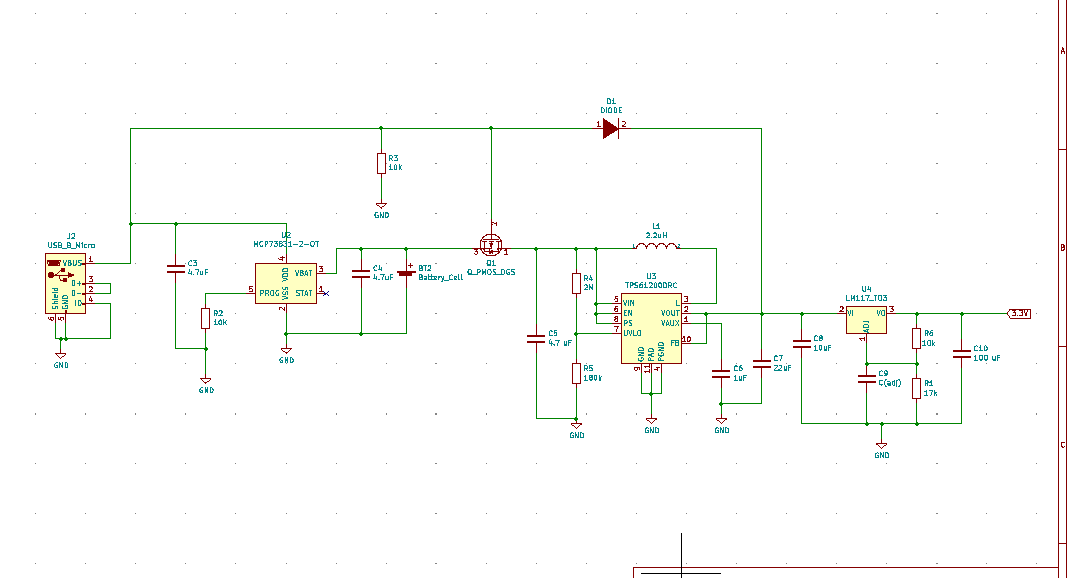 A
D1
DIODE
1
2
R3
10k
GND
2
J2
USB_B_Micro
VBUS
1
D+
3
D-
2
ID
4
Shield
GND
6
5
GND
C3
4.7uF
U2
MCP73831-2-OT
4
VDD
VBAT
3
5
PROG
STAT
1
VSS
2
GND
R2
10k
GND
C4
4.7uF
+
BT2
Battery_Cell
3
1
Q1
Q_PMOS_DGS
B
L1
2.2uH
1
2
R4
2M
U3
TPS61200DRC
5
VIN
L
3
6
EN
VOUT
2
8
PS
VAUX
1
7
UVLO
FB
10
GND
PAD
PGND
9
11
4
GND
C5
4.7 uF
R5
180k
GND
C6
1uF
GND
C7
22uF
C8
10uF
U4
LM117_TO3
2
VI
VO
3
ADJ
1
3.3V
R6
10k
C9
C(adj)
R1
17k
C10
100 uF
GND
C